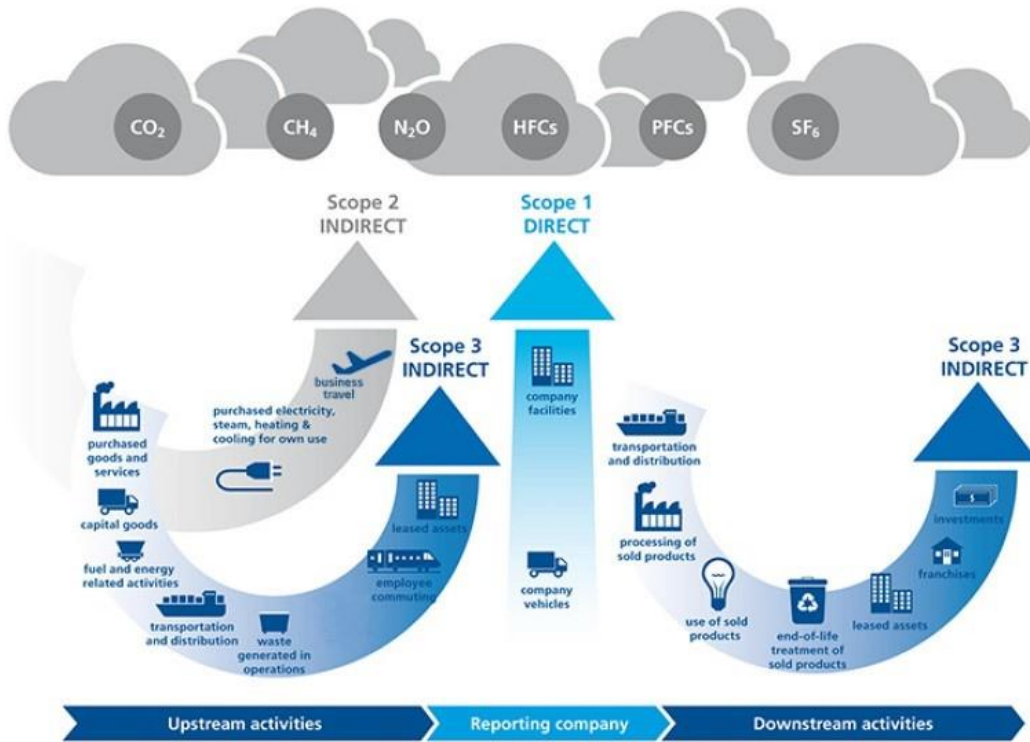 CO₂
CH₄
N₂O
HFCs
PFCs
SF₆
Scope 2
INDIRECT
Scope 1
DIRECT
Scope 3
INDIRECT
Scope 3
INDIRECT
business
travel
purchased electricity,
steam, heating &
cooling for own use
purchased
goods and
services
capital goods
fuel and energy
related activities
transportation
and distribution
waste
generated in
operations
employee
commuting
leased assets
company
facilities
company
vehicles
transportation
and distribution
processing of
sold products
use of sold
products
end-of-life
treatment of
sold products
leased assets
franchises
investments
$
Upstream activities
Reporting company
Downstream activities